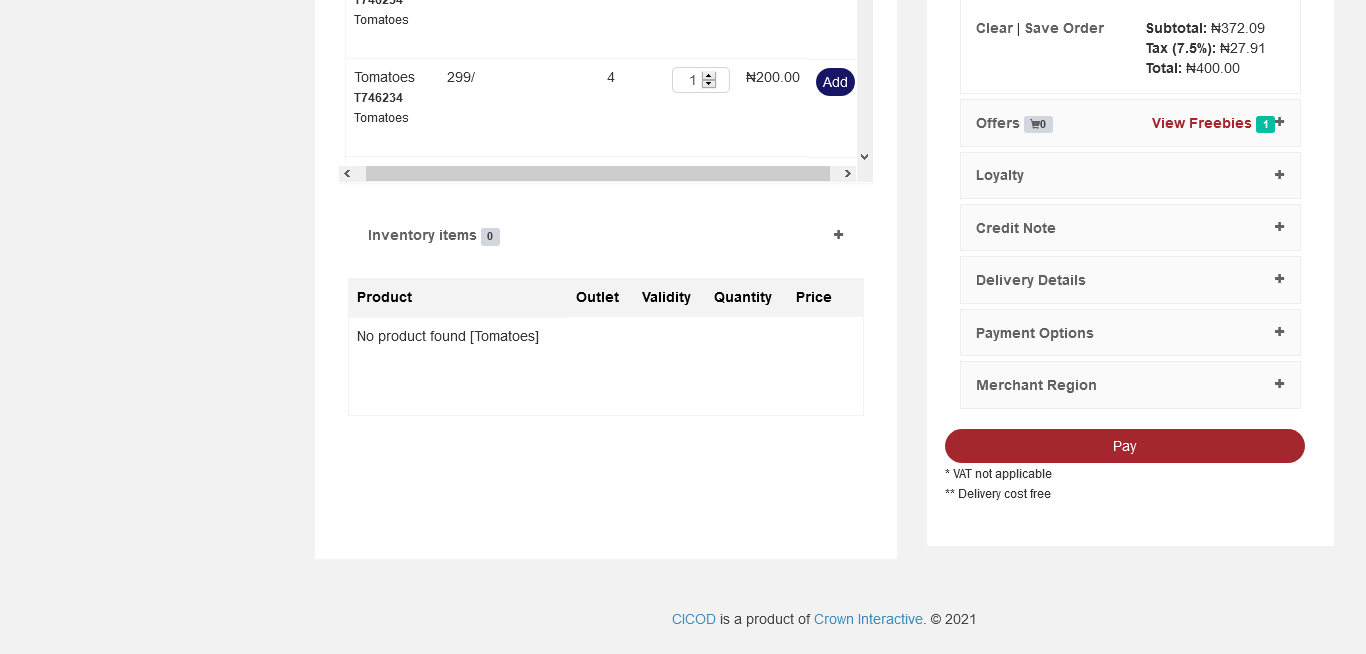 T746234
Tomatoes
Tomatoes 299/ 4 1 ₦200.00 Add
T746234
Tomatoes
Inventory items 0
Product Outlet Validity Quantity Price
No product found [Tomatoes]
Clear | Save Order
Subtotal: ₦372.09
Tax (7.5%): ₦27.91
Total: ₦400.00
Offers 0 View Freebies 1
Loyalty
Credit Note
Delivery Details
Payment Options
Merchant Region
Pay
* VAT not applicable
** Delivery cost free
CICOD is a product of Crown Interactive. © 2021